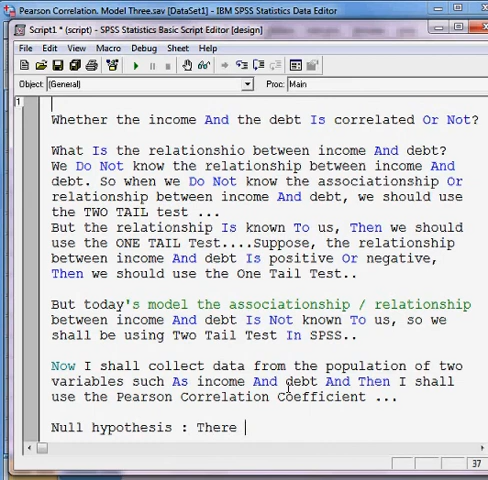 Pearson Correlation. Model Three.sav [DataSet1] - IBM SPSS Statistics Data Editor
Script1 * (script) - SPSS Statistics Basic Script Editor [design]
File Edit View Macro Debug Sheet Help
Object: (General) Proc: Main
1
Whether the income And the debt Is correlated Or Not?
What Is the relationshio between income And debt?
We Do Not know the relationship between income And
debt. So when we Do Not know the associationship Or
relationship between income And debt, we should use
the TWO TAIL test ...
But the relationship Is known To us, Then we should
use the ONE TAIL Test....Suppose, the relationship
between income And debt Is positive Or negative,
Then we should use the One Tail Test..
But today's model the associationship / relationship
between income And debt Is Not known To us, so we
shall be using Two Tail Test In SPSS..
Now I shall collect data from the population of two
variables such As income And debt And Then I shall
use the Pearson Correlation Coefficient ...
Null hypothesis : There
37